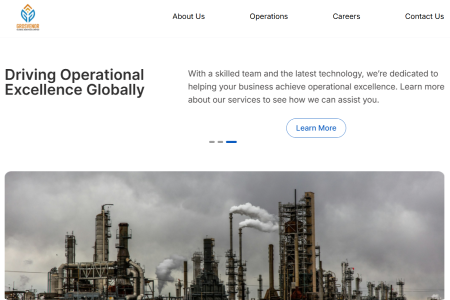 About Us
Operations
Careers
Contact Us
Driving Operational
Excellence Globally
With a skilled team and the latest technology, we're dedicated to
helping your business achieve operational excellence. Learn more
about our services to see how we can assist you.
Learn More